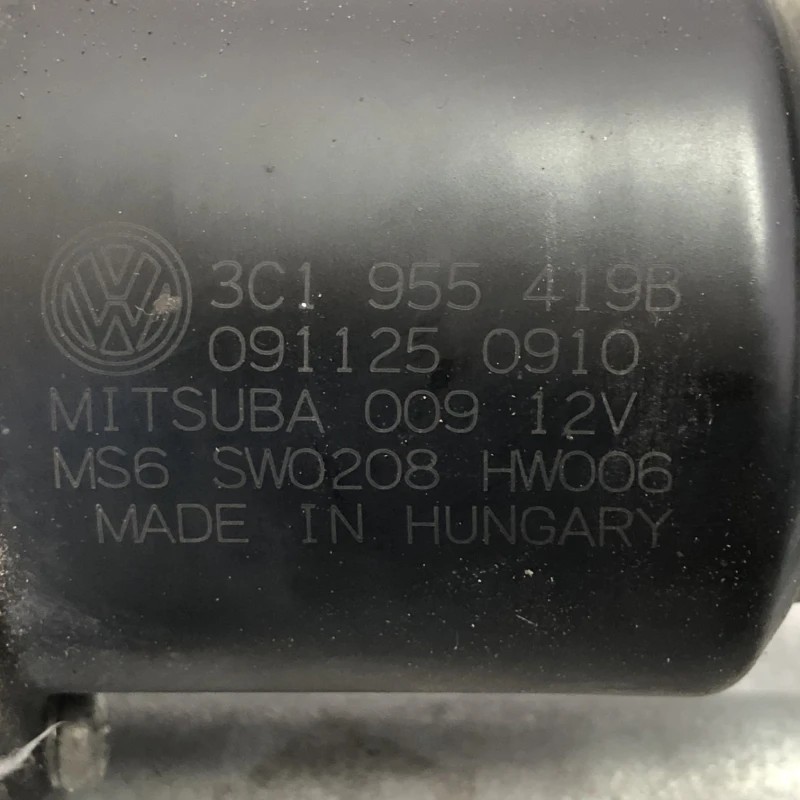 3C1 955 419B
091125 0910
MITSUBA 009 12V
MS6 SW0208 HW006
MADE IN HUNGARY